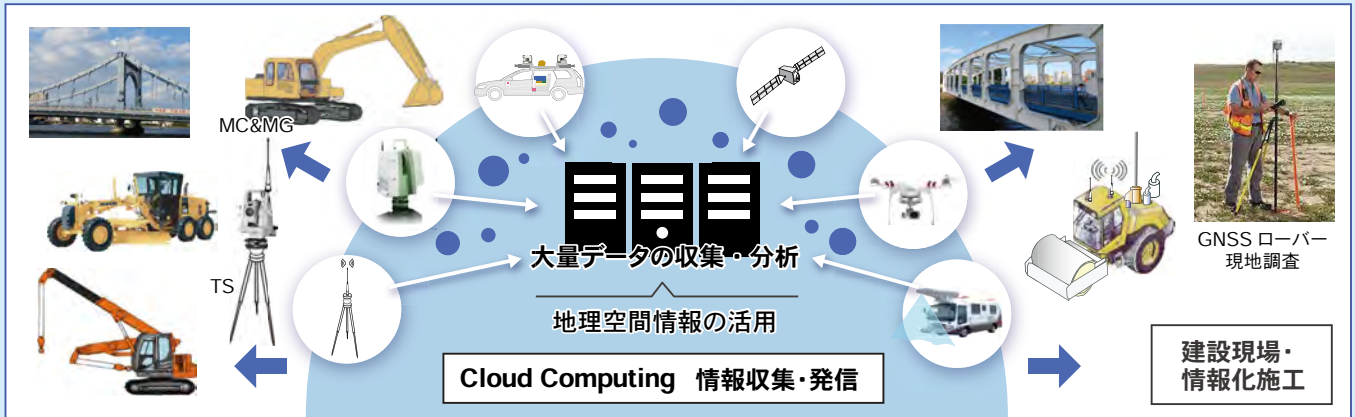 MC&MG
TS
大量データの収集・分析
地理空間情報の活用
Cloud Computing 情報収集・発信
GNSS ローバー
現地調査
建設現場・
情報化施工